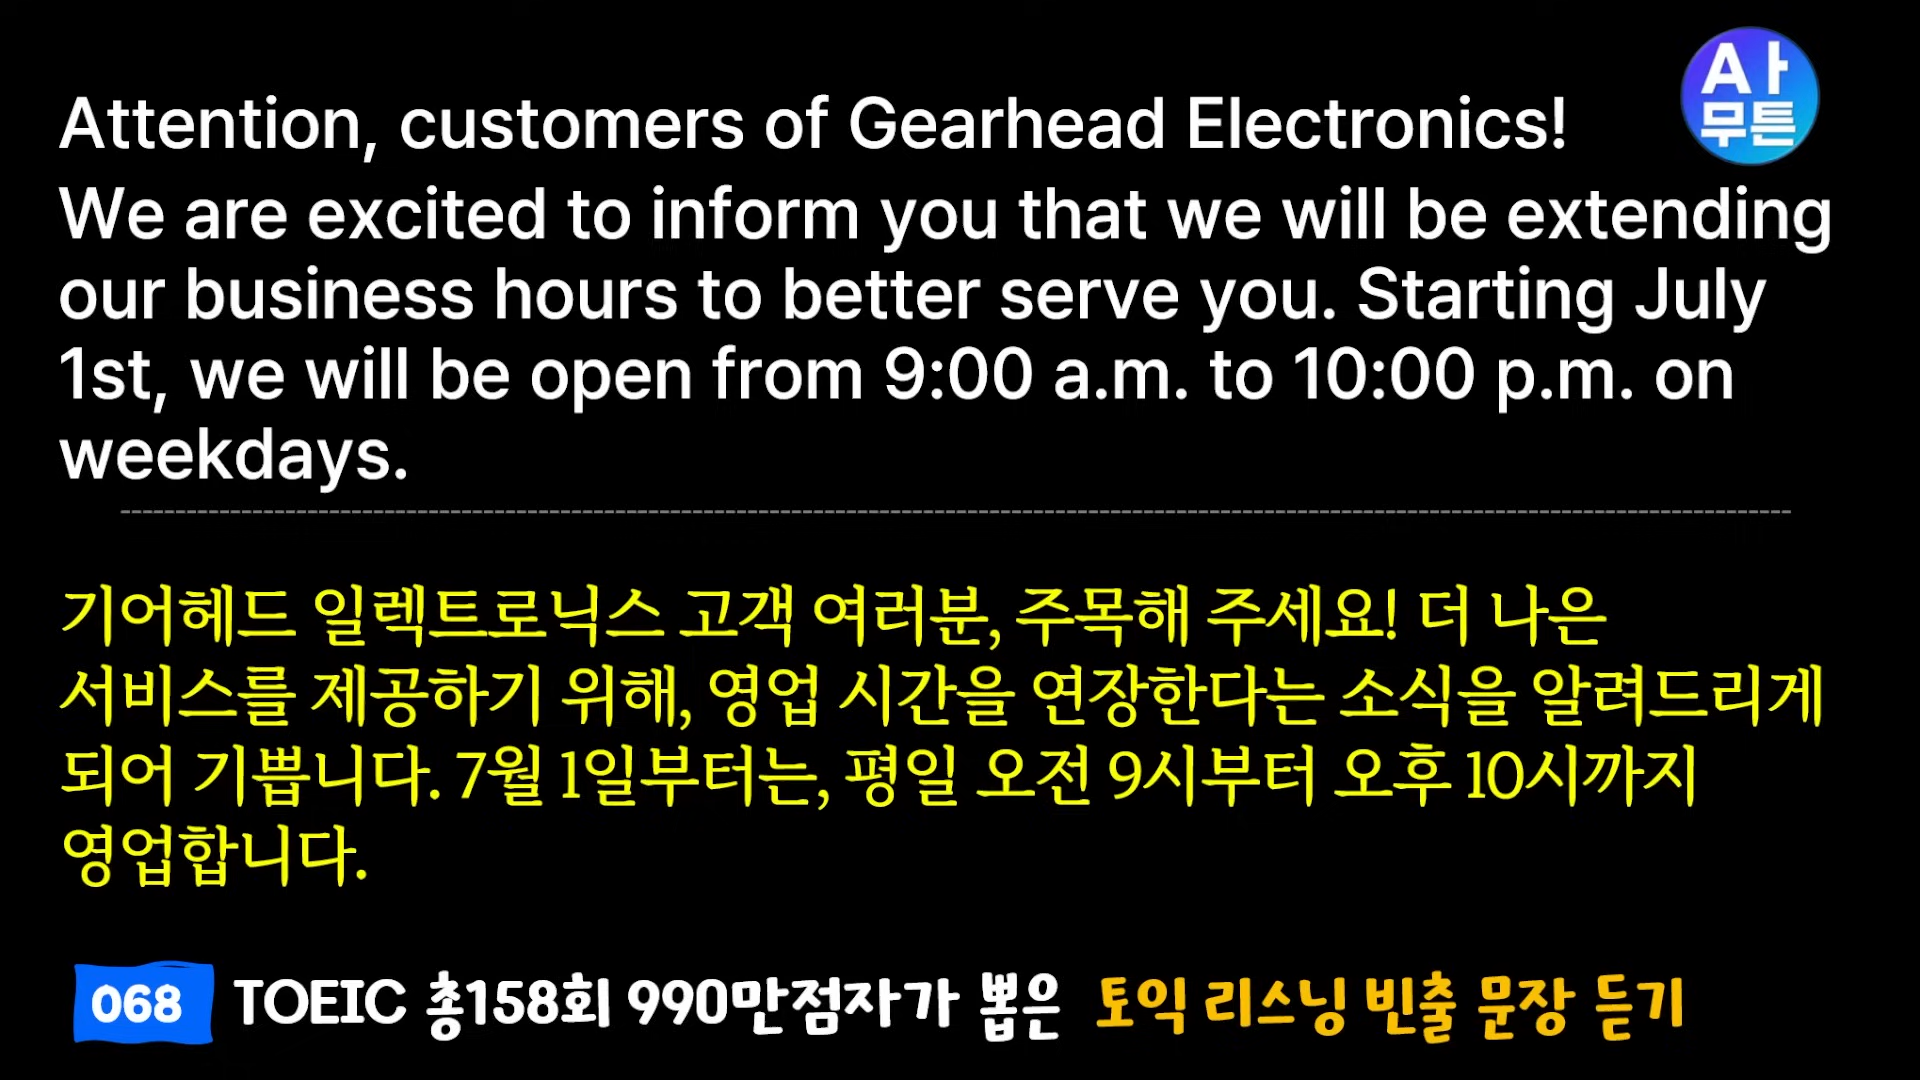 Attention, customers of Gearhead Electronics!
We are excited to inform you that we will be extending
our business hours to better serve you. Starting July
1st, we will be open from 9:00 a.m. to 10:00 p.m. on
weekdays.
기어헤드 일렉트로닉스 고객 여러분, 주목해 주세요! 더 나은
서비스를 제공하기 위해, 영업 시간을 연장한다는 소식을 알려드리게
되어 기쁩니다. 7월 1일부터는, 평일 오전 9시부터 오후 10시까지
영업합니다.
068 TOEIC 총158회 990만점자가 뽑은 토익 리스닝 빈출 문장 듣기
사
무튼